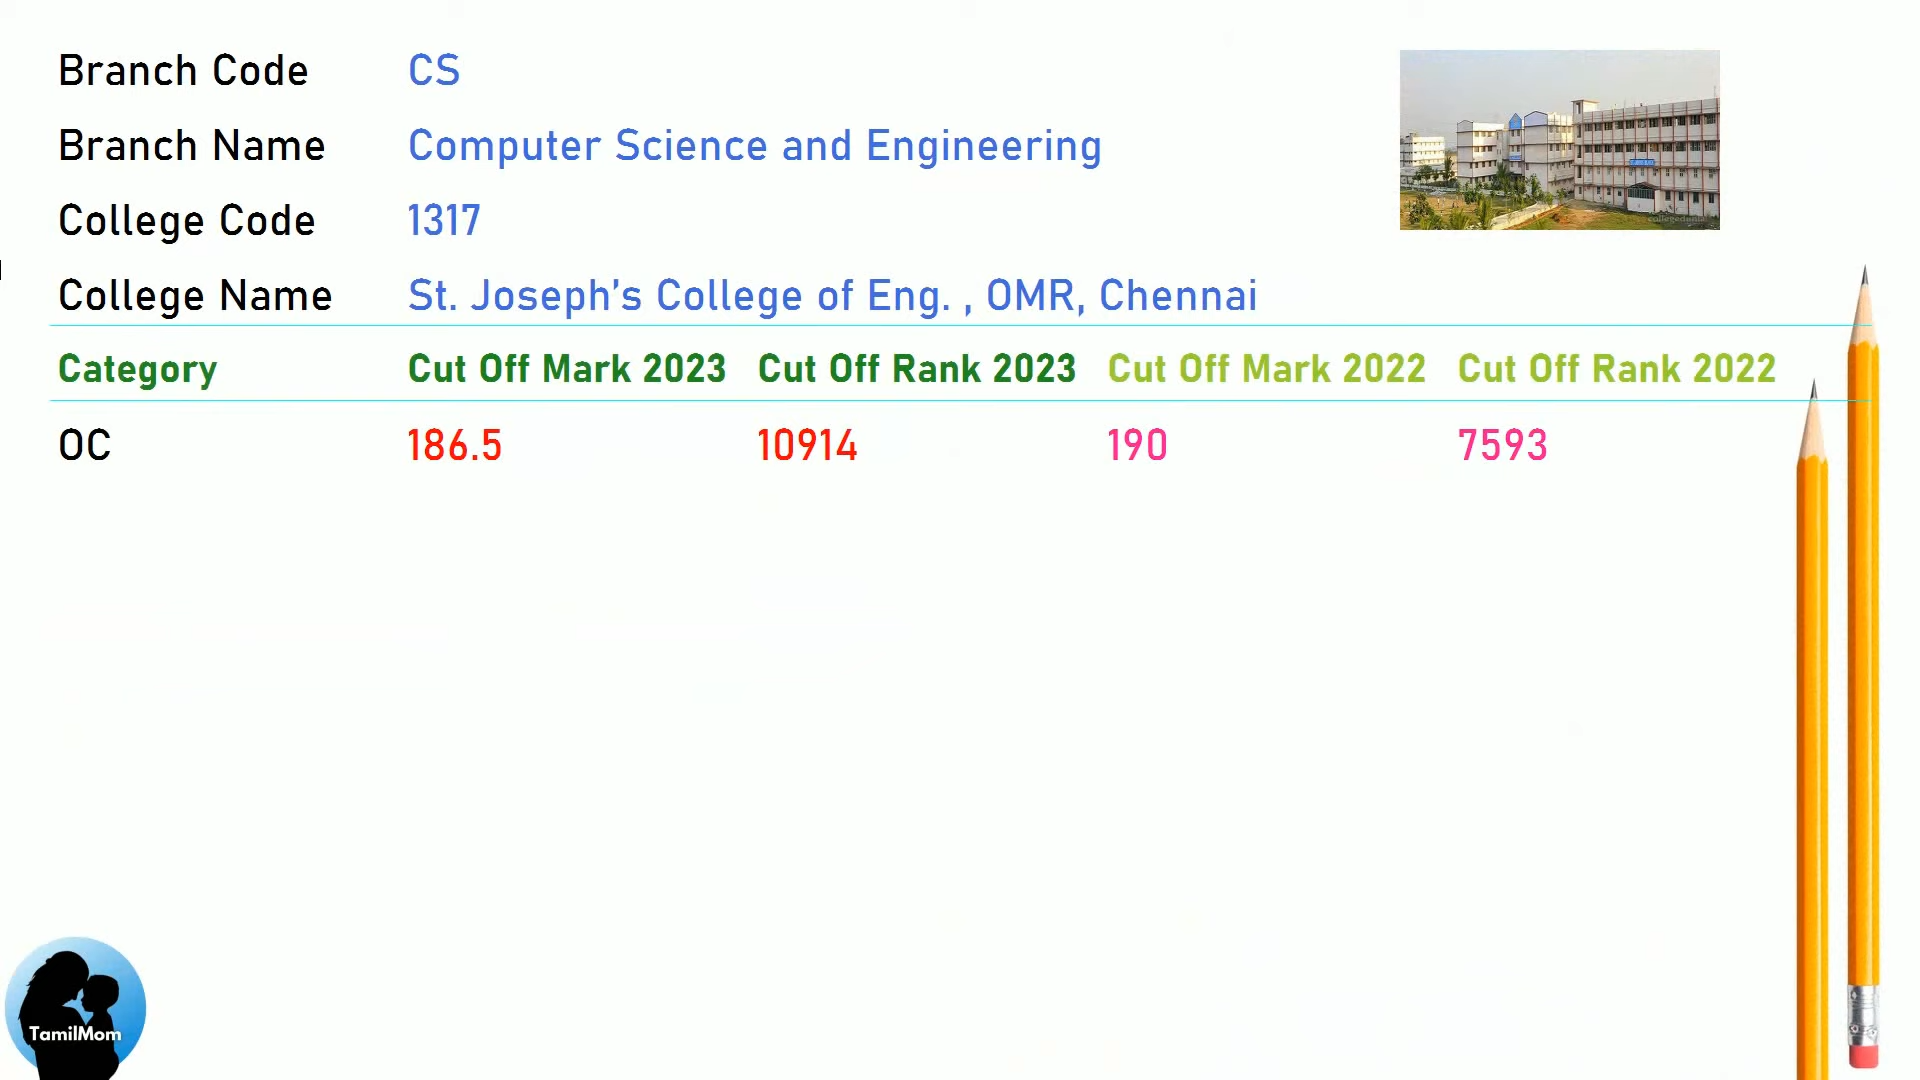 Branch Code CS
Branch Name Computer Science and Engineering
College Code 1317
College Name St. Joseph's College of Eng. , OMR, Chennai
Category Cut Off Mark 2023 Cut Off Rank 2023 Cut Off Mark 2022 Cut Off Rank 2022
OC 186.5 10914 190 7593
TamilMom